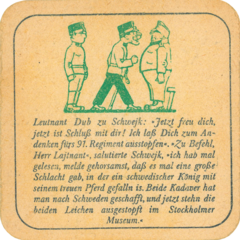 Leutnant Dub zu Schwejk: »Jetzt freu dich,
jetzt ist Schluß mit dir! Ich laß Dich zum An-
denken fürs 91. Regiment ausstopfen«. »Zu Befehl,
Herr Lajtnant«, salutierte Schwejk, »ich hab mal
gelesen, melde gehorsamst, daß es mal eine große
Schlacht gab, in der ein schwedischer König mit
seinem treuen Pferd gefalln is. Beide Kadaver hat
man nach Schweden geschafft, und jetzt stehn die
beiden Leichen ausgestopft im Stockholmer
Museum.«